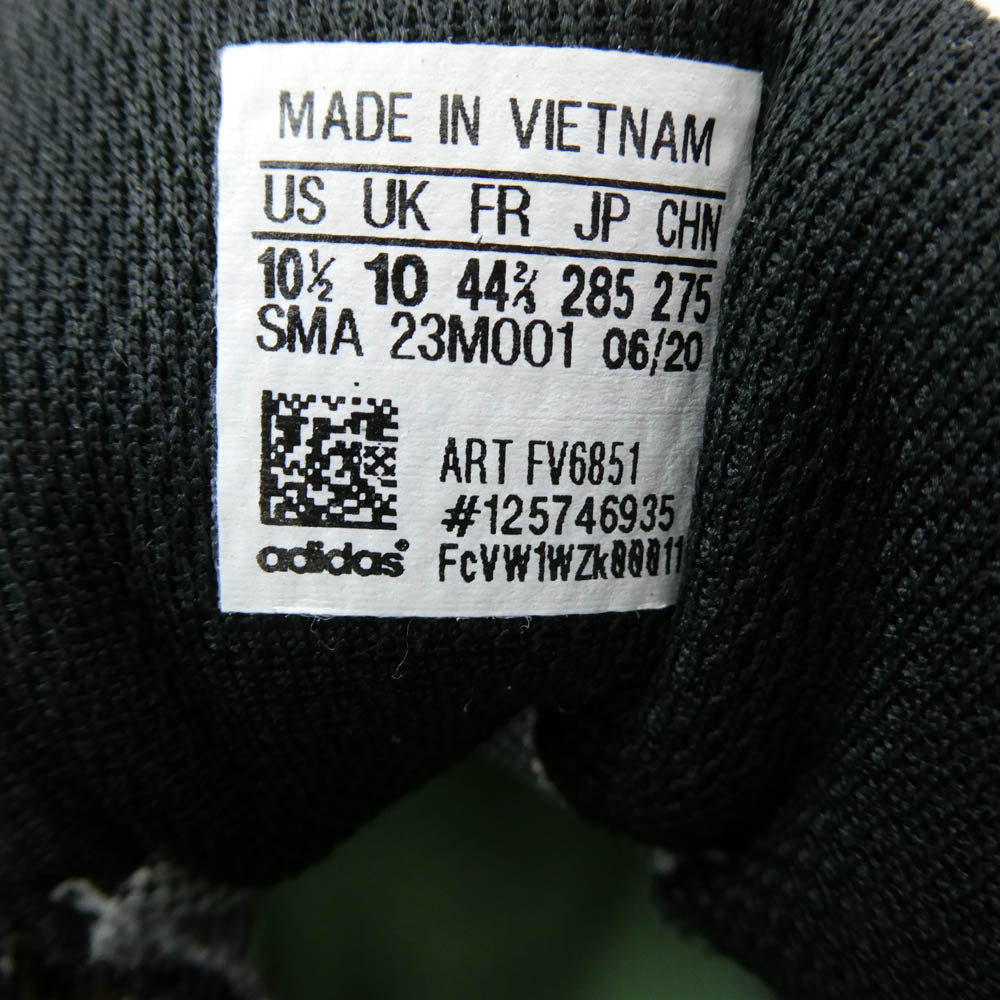 MADE IN VIETNAM
US UK FR JP CHN
10½ 10 44⅔ 285 275
SMA 23M001 06/20
ART FV6851
#125746935
adidas® FcVW1WZk00011